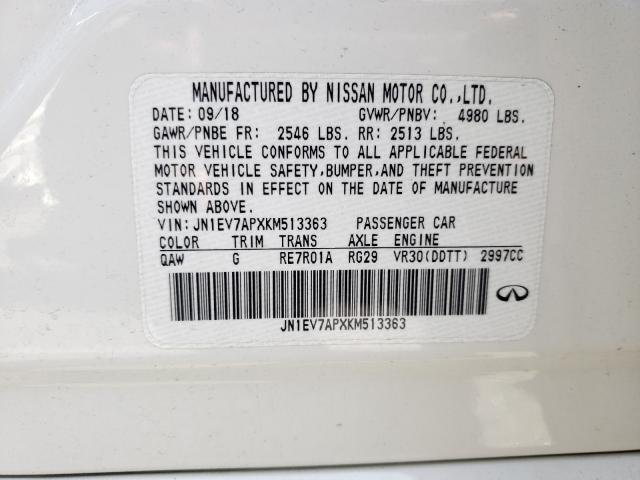 MANUFACTURED BY NISSAN MOTOR CO.,LTD.
DATE: 09/18 GVWR/PNBV: 4980 LBS.
GAWR/PNBE FR: 2546 LBS. RR: 2513 LBS.
THIS VEHICLE CONFORMS TO ALL APPLICABLE FEDERAL
MOTOR VEHICLE SAFETY,BUMPER,AND THEFT PREVENTION
STANDARDS IN EFFECT ON THE DATE OF MANUFACTURE
SHOWN ABOVE.
VIN: JN1EV7APXKM513363 PASSENGER CAR
COLOR TRIM TRANS AXLE ENGINE
QAW G RE7R01A RG29 VR30(DDTT) 2997CC
JN1EV7APXKM513363